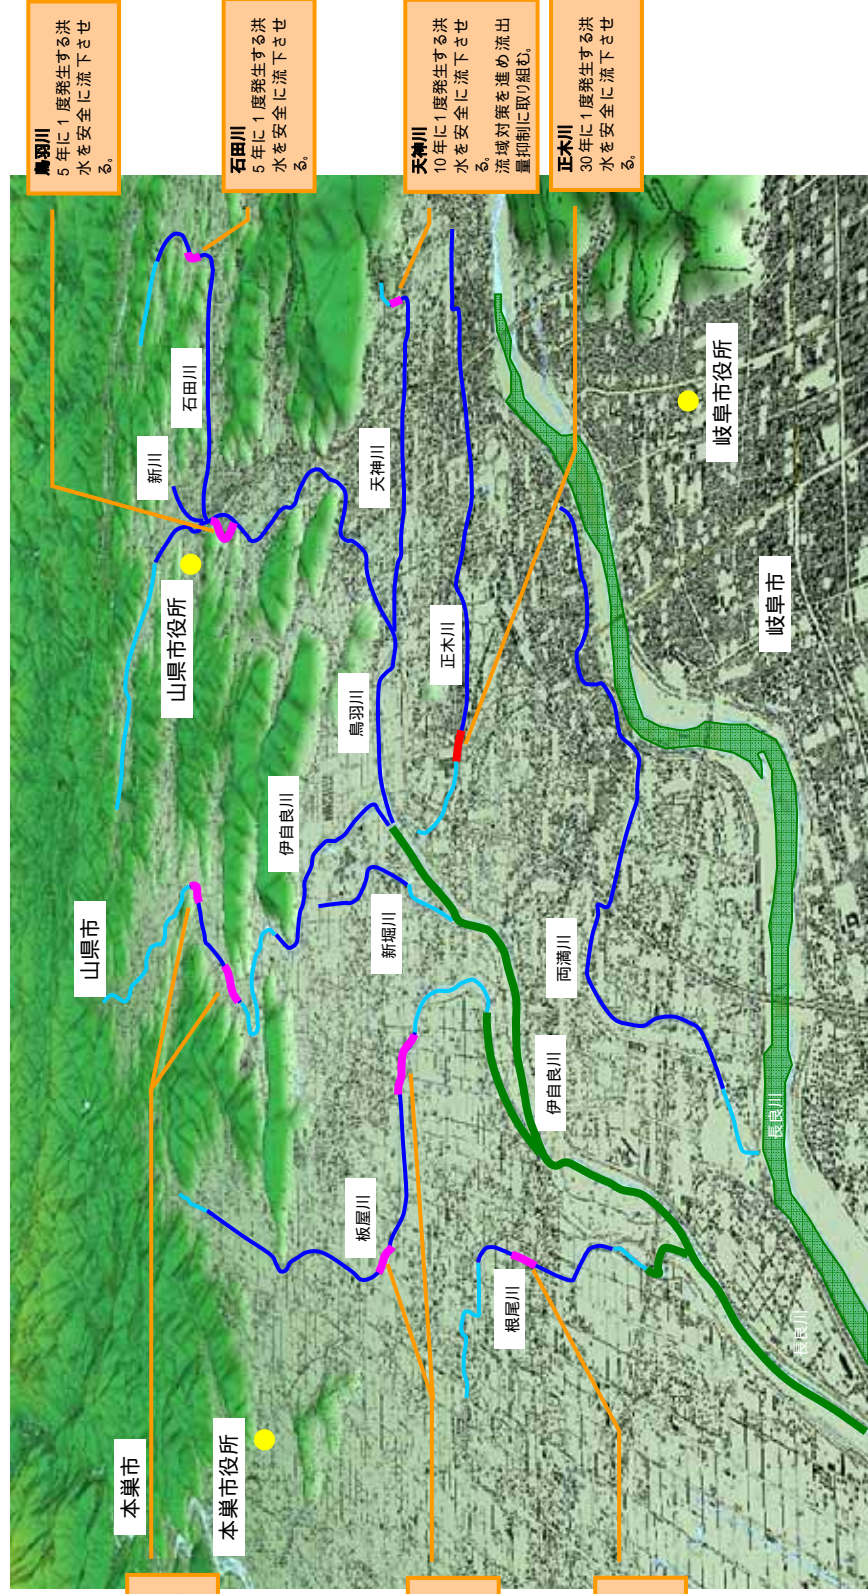 鳥羽川
5年に1度発生する洪
水を安全に流下させ
る。
石田川
5年に1度発生する洪
水を安全に流下させ
る。
天神川
10年に1度発生する洪
水を安全に流下させ
る。
流域対策を進め流出
量抑制に取り組む。
正木川
30年に1度発生する洪
水を安全に流下させ
る。
石田川
新川
天神川
岐阜市役所
山県市役所
鳥羽川
正木川
岐阜市
伊自良川
山県市
新堀川
両満川
伊自良川
長良川
板屋川
根尾川
長良川
本巣市
本巣市役所